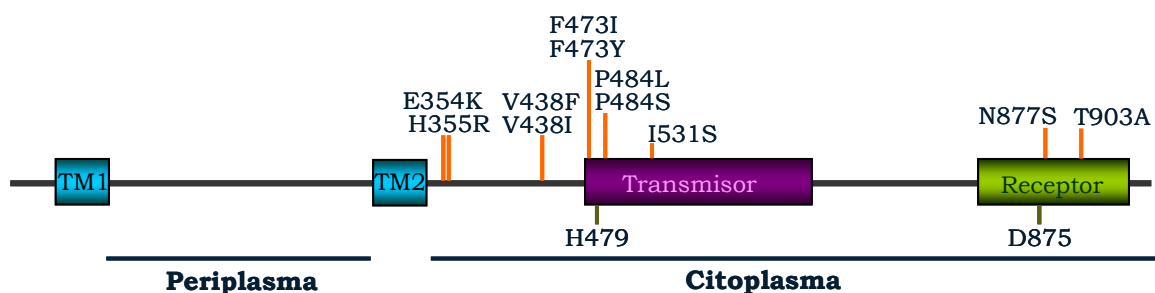 F473I
F473Y
P484L
E354K V438F P484S
H355R V438I I531S N877S T903A
TM1 TM2 Transmisor Receptor
H479 D875
Periplasma Citoplasma